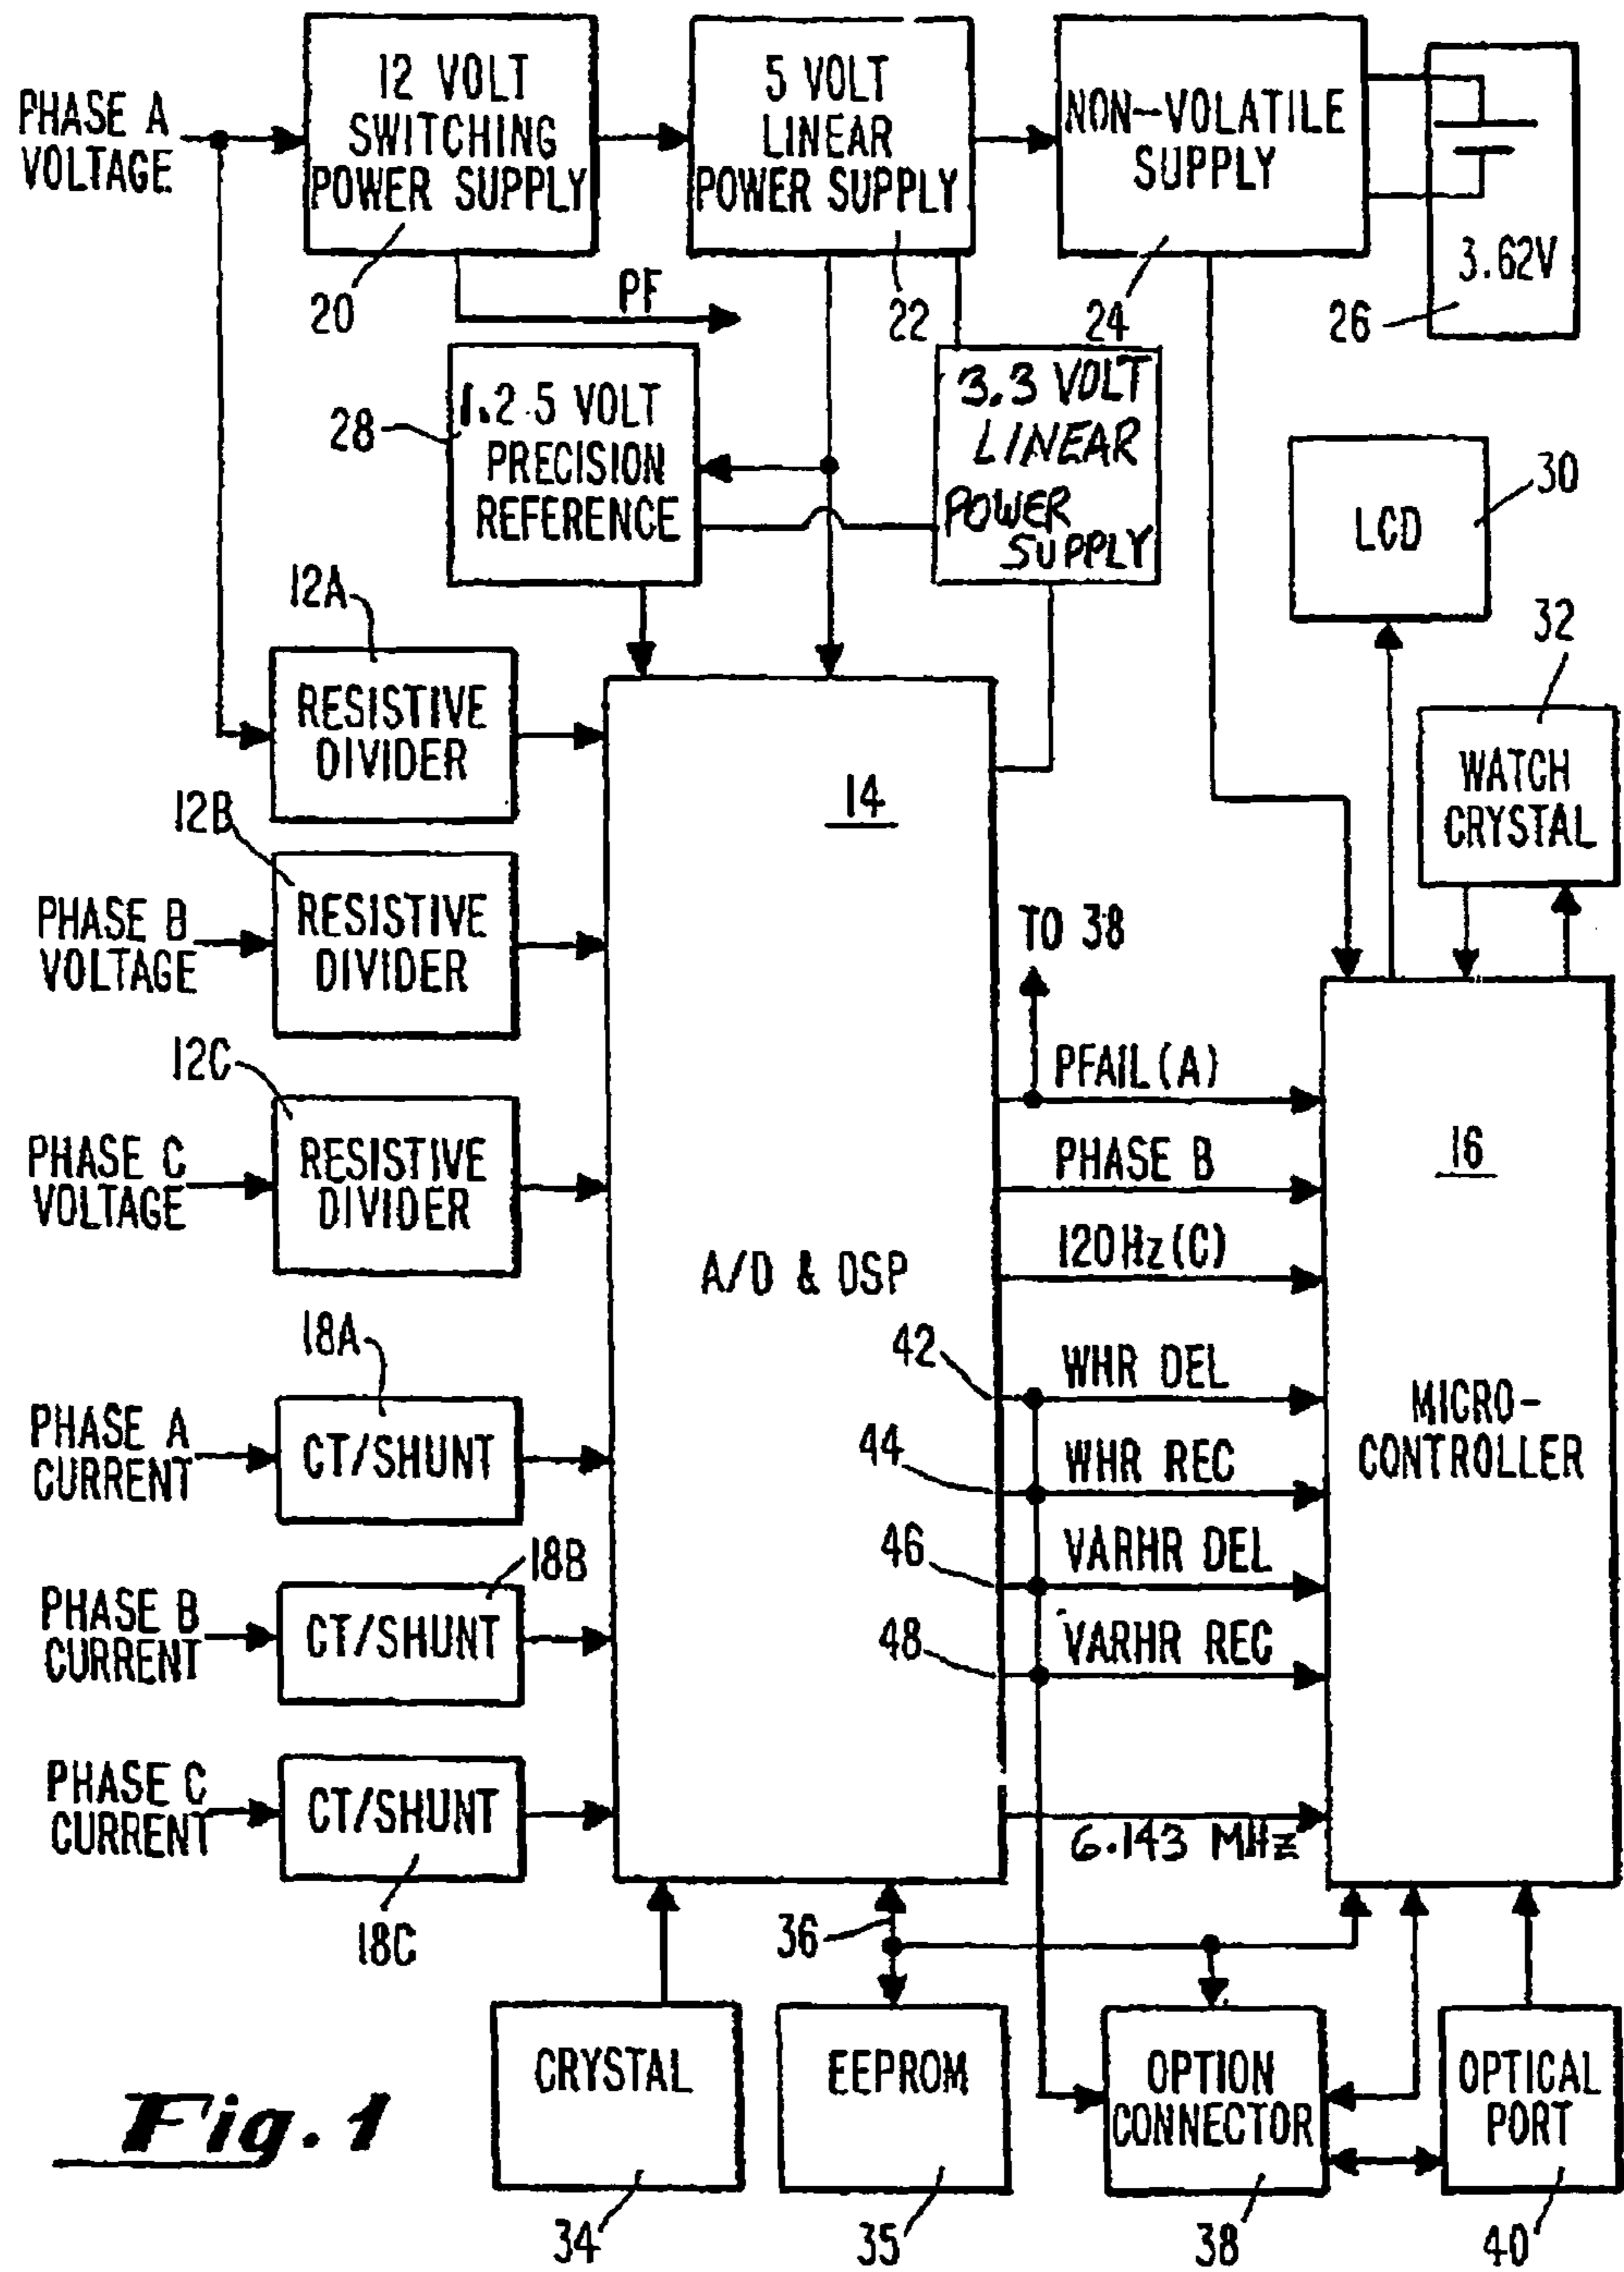 PHASE A
VOLTAGE
12 VOLT
SWITCHING
POWER SUPPLY
20
5 VOLT
LINEAR
POWER SUPPLY
22
NON-VOLATILE
SUPPLY
24
3.62V
26
PF
28
1.2.5 VOLT
PRECISION
REFERENCE
3.3 VOLT
LINEAR
POWER
SUPPLY
LCD
30
32
WATCH
CRYSTAL
12A
RESISTIVE
DIVIDER
12B
PHASE B
VOLTAGE
RESISTIVE
DIVIDER
12C
PHASE C
VOLTAGE
RESISTIVE
DIVIDER
18A
PHASE A
CURRENT
CT/SHUNT
18B
PHASE B
CURRENT
CT/SHUNT
PHASE C
CURRENT
CT/SHUNT
18C
14
A/D & DSP
TO 38
PFAIL(A)
PHASE B
120Hz(C)
42
WHR DEL
44
WHR REC
46
VARHR DEL
48
VARHR REC
6.143 MHz
16
MICRO-
CONTROLLER
36
CRYSTAL
34
EEPROM
35
OPTION
CONNECTOR
38
OPTICAL
PORT
40
Fig. 1